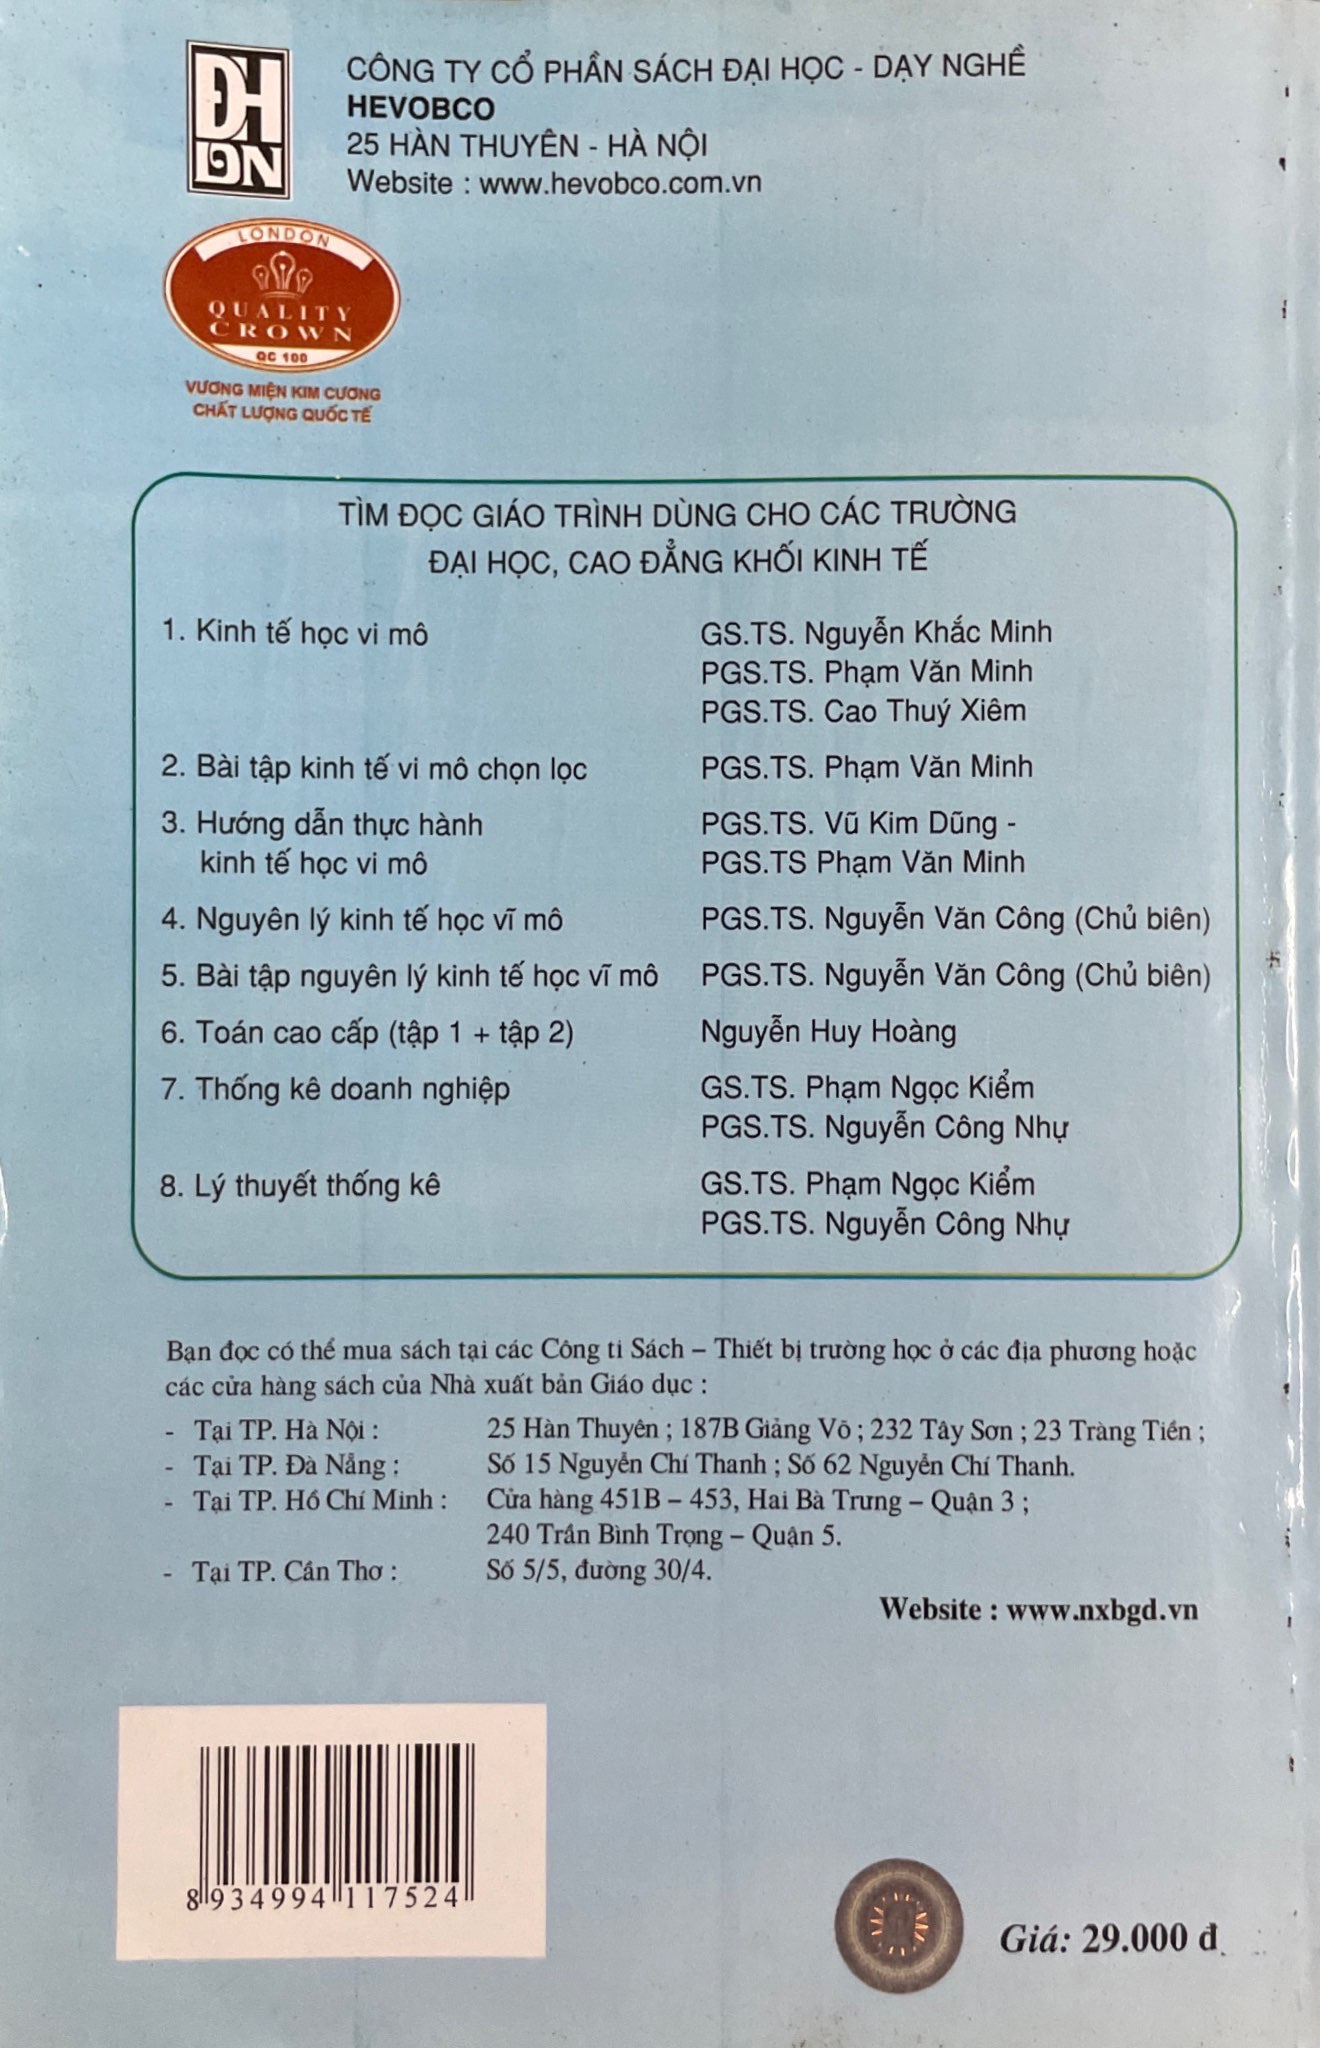 ĐH
DN
CÔNG TY CỔ PHẦN SÁCH ĐẠI HỌC - DẠY NGHỀ
HEVOBCO
25 HÀN THUYÊN - HÀ NỘI
Website : www.hevobco.com.vn
LONDON
QUALITY
CROWN
QC 100
VƯƠNG MIỆN KIM CƯƠNG
CHẤT LƯỢNG QUỐC TẾ
TÌM ĐỌC GIÁO TRÌNH DÙNG CHO CÁC TRƯỜNG
ĐẠI HỌC, CAO ĐẲNG KHỐI KINH TẾ
1. Kinh tế học vi mô GS.TS. Nguyễn Khắc Minh
PGS.TS. Phạm Văn Minh
PGS.TS. Cao Thuý Xiêm
2. Bài tập kinh tế vi mô chọn lọc PGS.TS. Phạm Văn Minh
3. Hướng dẫn thực hành PGS.TS. Vũ Kim Dũng -
kinh tế học vi mô PGS.TS Phạm Văn Minh
4. Nguyên lý kinh tế học vĩ mô PGS.TS. Nguyễn Văn Công (Chủ biên)
5. Bài tập nguyên lý kinh tế học vĩ mô PGS.TS. Nguyễn Văn Công (Chủ biên)
6. Toán cao cấp (tập 1 + tập 2) Nguyễn Huy Hoàng
7. Thống kê doanh nghiệp GS.TS. Phạm Ngọc Kiểm
PGS.TS. Nguyễn Công Nhự
8. Lý thuyết thống kê GS.TS. Phạm Ngọc Kiểm
PGS.TS. Nguyễn Công Nhự
Bạn đọc có thể mua sách tại các Công ti Sách – Thiết bị trường học ở các địa phương hoặc
các cửa hàng sách của Nhà xuất bản Giáo dục :
- Tại TP. Hà Nội : 25 Hàn Thuyên ; 187B Giảng Võ ; 232 Tây Sơn ; 23 Tràng Tiền ;
- Tại TP. Đà Nẵng : Số 15 Nguyễn Chí Thanh ; Số 62 Nguyễn Chí Thanh.
- Tại TP. Hồ Chí Minh : Cửa hàng 451B – 453, Hai Bà Trưng – Quận 3 ;
240 Trần Bình Trọng – Quận 5.
- Tại TP. Cần Thơ : Số 5/5, đường 30/4.
Website : www.nxbgd.vn
8 934994 117524
Giá: 29.000 đ